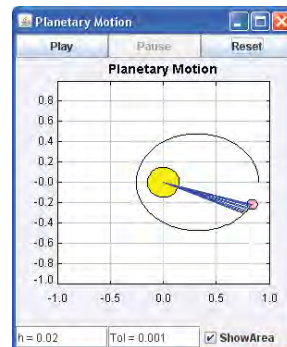 Planetary Motion
Play Pause Reset
Planetary Motion
0.8
0.6
0.4
0.2
-0.0
-0.2
-0.4
-0.6
-0.8
-1.0
-1.0 -0.5 0.0 0.5 1.0
h = 0.02 Tol = 0.001 ShowArea